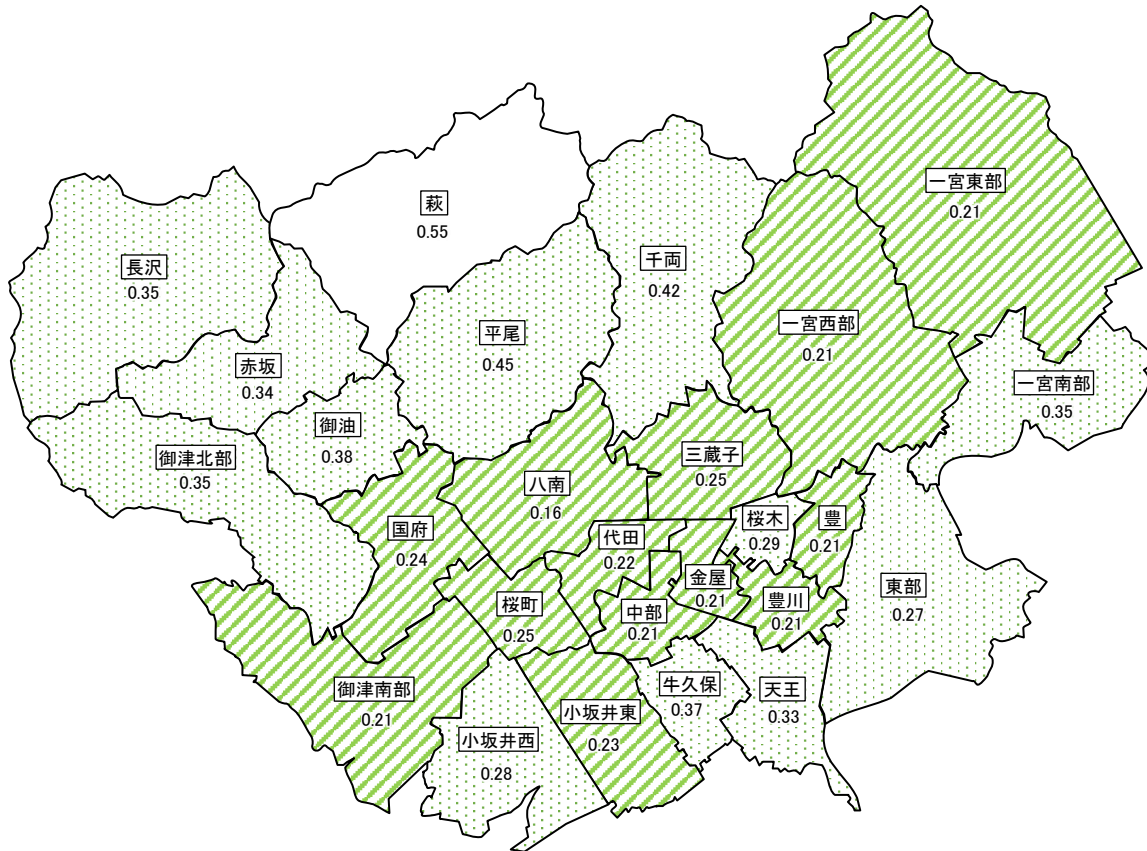 一宮東部
0.21
萩
0.55
千両
0.42
長沢
0.35
一宮西部
0.21
平尾
0.45
赤坂
0.34
一宮南部
0.35
御油
0.38
御津北部
0.35
三蔵子
0.25
八南
0.16
国府
0.24
桜木
0.29
豊
0.21
代田
0.22
金屋
0.21
東部
0.27
桜町
0.25
中部
0.21
豊川
0.21
御津南部
0.21
牛久保
0.37
天王
0.33
小坂井東
0.23
小坂井西
0.28